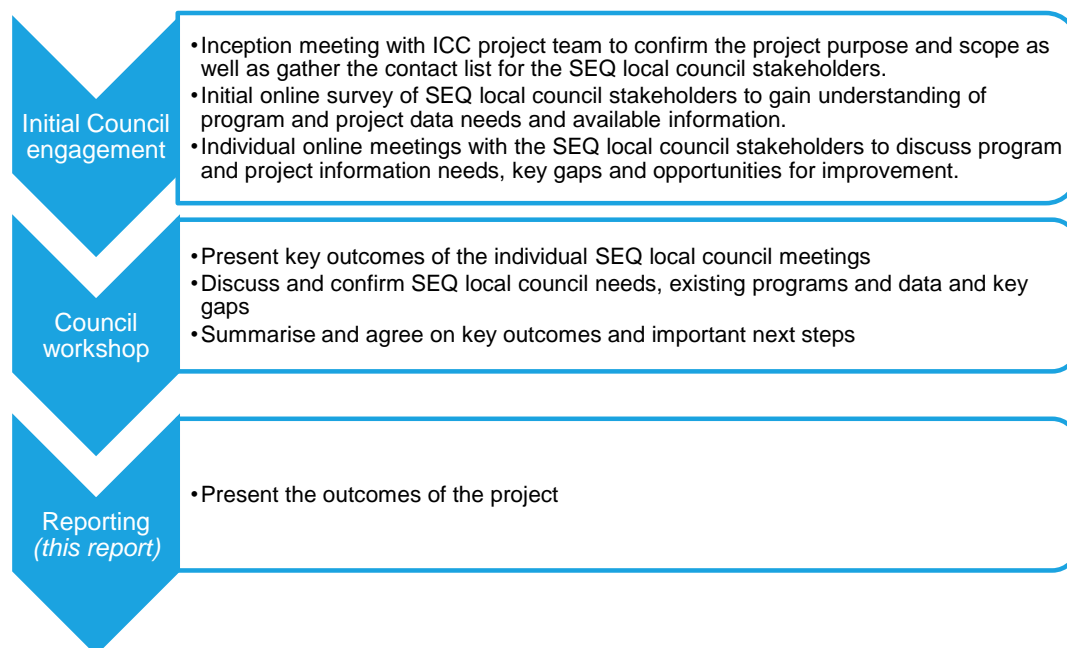 Initial Council
engagement
•Inception meeting with ICC project team to confirm the project purpose and scope as
well as gather the contact list for the SEQ local council stakeholders.
•Initial online survey of SEQ local council stakeholders to gain understanding of
program and project data needs and available information.
•Individual online meetings with the SEQ local council stakeholders to discuss program
and project information needs, key gaps and opportunities for improvement.
Council
workshop
•Present key outcomes of the individual SEQ local council meetings
•Discuss and confirm SEQ local council needs, existing programs and data and key
gaps
•Summarise and agree on key outcomes and important next steps
Reporting
(this report)
•Present the outcomes of the project